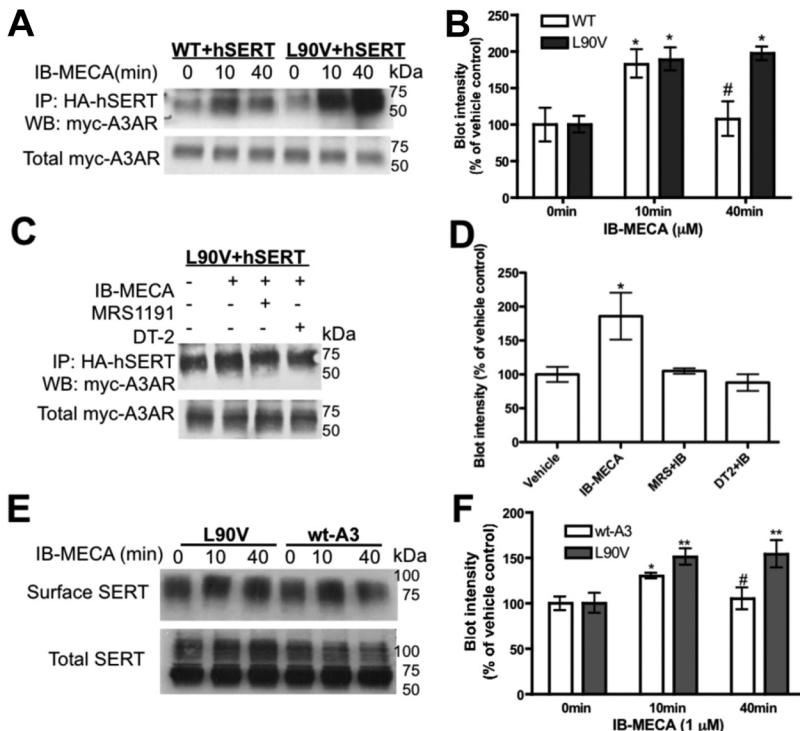 A
WT+hSERT L90V+hSERT
IB-MECA(min) 0 10 40 0 10 40 kDa
IP: HA-hSERT
WB: myc-A3AR
75
50
Total myc-A3AR
75
50
B
WT
L90V
Blot intensity
(% of vehicle control)
250
200
150
100
50
0
* * # *
0min 10min 40min
IB-MECA (μM)
C
L90V+hSERT
IB-MECA - + + +
MRS1191 - - + -
DT-2 - - - +
kDa
IP: HA-hSERT
WB: myc-A3AR
75
50
Total myc-A3AR
75
50
D
Blot intensity (% of vehicle control)
250
200
150
100
50
0
*
Vehicle IB-MECA MRS+IB DT2+IB
E
L90V wt-A3
IB-MECA (min) 0 10 40 0 10 40 kDa
Surface SERT
100
75
Total SERT
100
75
50
F
wt-A3
L90V
Blot intensity
(% of vehicle control)
200
150
100
50
0
* ** # **
0min 10min 40min
IB-MECA (1 μM)